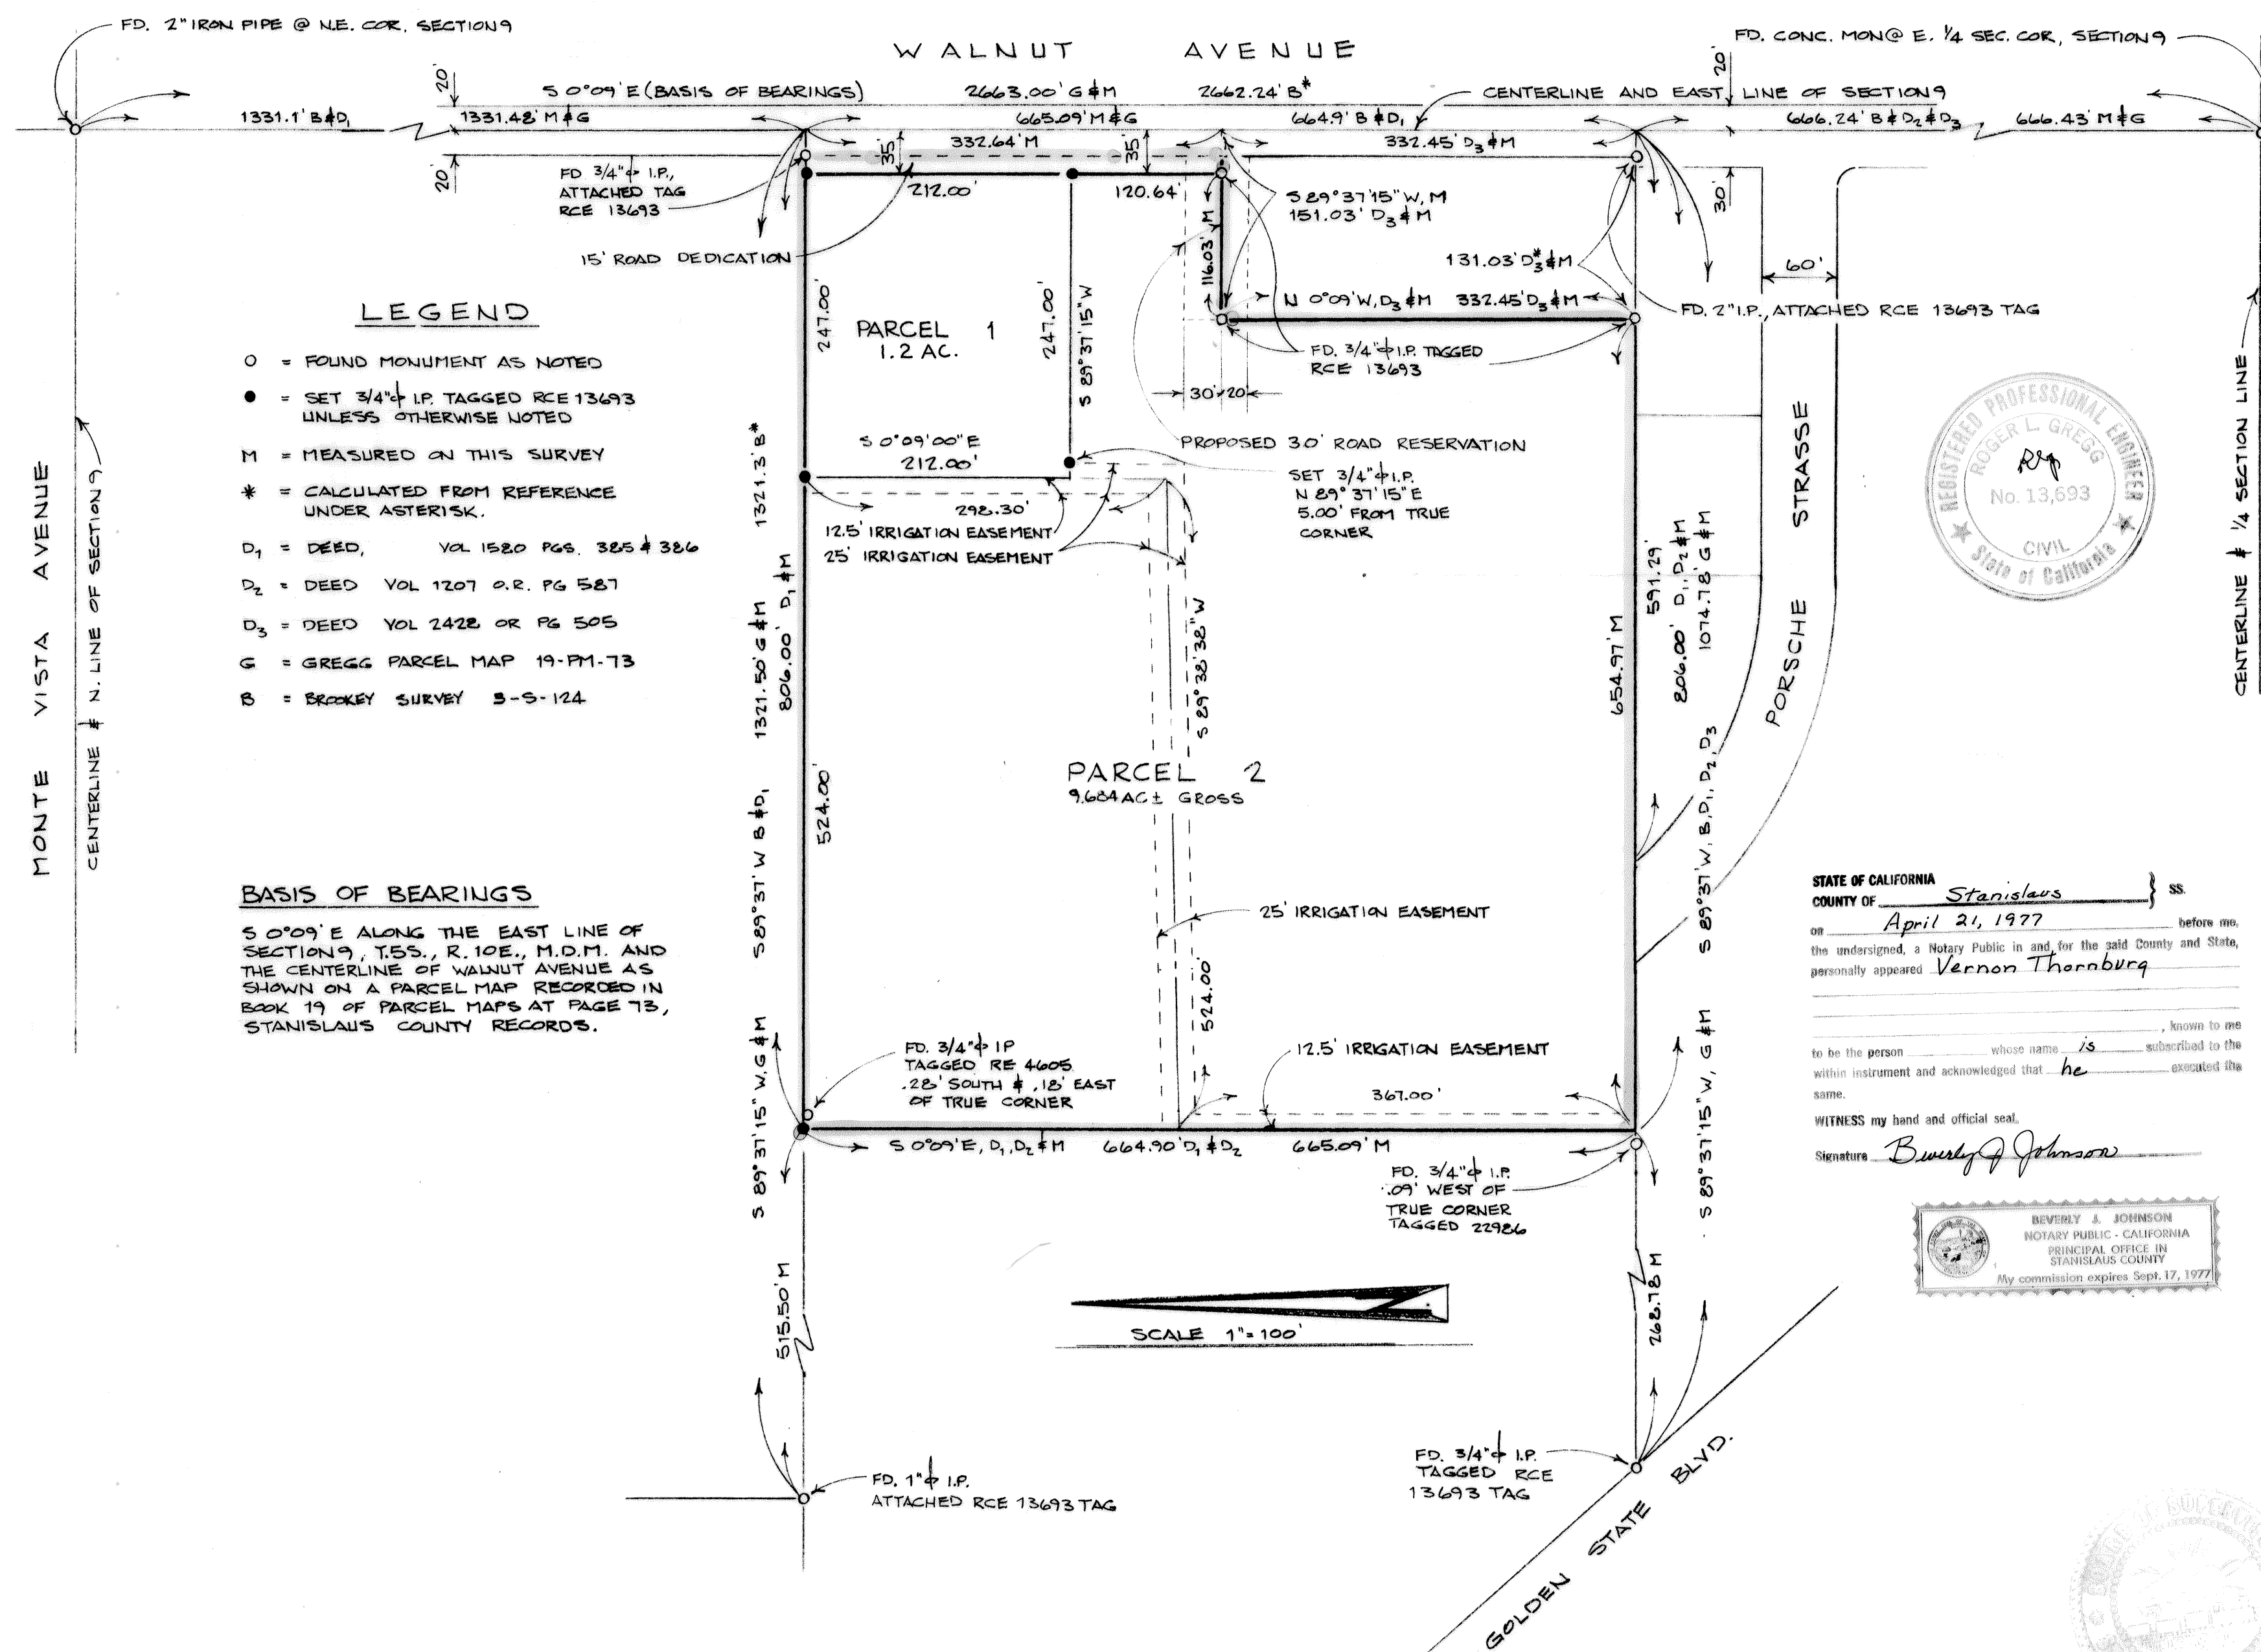 FD. 2" IRON PIPE @ N.E. COR, SECTION 9
WALNUT AVENUE
FD. CONC. MON @ E. 1/4 SEC. COR, SECTION 9
20'
S 0°09' E (BASIS OF BEARINGS)
2663.00' G & M
2662.24' B*
CENTERLINE AND EAST LINE OF SECTION 9
20'
1331.1' B & D1
1331.48' M & G
665.09' M & G
664.9' B & D1
666.24' B & D2 & D3
666.43' M & G
20'
35'
332.64' M
35'
332.45' D3 & M
30'
FD 3/4"φ I.P.,
ATTACHED TAG
RCE 13693
212.00'
120.64'
S 89°37'15" W, M
151.03' D3 & M
116.03' M
15' ROAD DEDICATION
131.03' D3* & M
60'
N 0°09' W, D3 & M
332.45' D3 & M
FD. 2" I.P., ATTACHED RCE 13693 TAG
LEGEND
○ = FOUND MONUMENT AS NOTED
● = SET 3/4"φ I.P. TAGGED RCE 13693
UNLESS OTHERWISE NOTED
M = MEASURED ON THIS SURVEY
* = CALCULATED FROM REFERENCE
UNDER ASTERISK.
D1 = DEED, VOL 1520 PGS. 385 & 386
D2 = DEED VOL 1207 O.R. PG 587
D3 = DEED VOL 2422 OR PG 505
G = GREGG PARCEL MAP 19-PM-73
B = BROOKEY SURVEY 3-S-124
247.00'
PARCEL 1
1.2 AC.
247.00'
S 89°37'15" W
FD. 3/4"φ I.P. TAGGED
RCE 13693
30'
20'
S 0°09'00" E
212.00'
PROPOSED 30' ROAD RESERVATION
SET 3/4"φ I.P.
N 89°37'15" E
5.00' FROM TRUE
CORNER
298.30'
12.5' IRRIGATION EASEMENT
25' IRRIGATION EASEMENT
MONTE VISTA AVENUE
CENTERLINE & N. LINE OF SECTION 9
1321.3' B*
1321.50' G & M
806.00' D1 & M
S 89°37' W B & D1
S 89°37'15" W, G & M
524.00'
S 89°38'38" W
PARCEL 2
9.684 AC ± GROSS
654.97' M
591.29'
806.00' D1, D2 & M
1074.78' G & M
S 89°37' W, B, D1, D2, D3
S 89°37'15" W, G & M
PORSCHE STRASSE
REGISTERED PROFESSIONAL ENGINEER
ROGER L. GREGG
No. 13,693
CIVIL
State of California
CENTERLINE & 1/4 SECTION LINE
BASIS OF BEARINGS
S 0°09' E ALONG THE EAST LINE OF
SECTION 9, T.5S., R. 10E., M.D.M. AND
THE CENTERLINE OF WALNUT AVENUE AS
SHOWN ON A PARCEL MAP RECORDED IN
BOOK 19 OF PARCEL MAPS AT PAGE 73,
STANISLAUS COUNTY RECORDS.
25' IRRIGATION EASEMENT
524.00'
FD. 3/4"φ IP
TAGGED RE 4605
.28' SOUTH & .18' EAST
OF TRUE CORNER
12.5' IRRIGATION EASEMENT
367.00'
S 0°09' E, D1, D2 & M
664.90' D1 & D2
665.09' M
FD. 3/4"φ I.P.
.09' WEST OF
TRUE CORNER
TAGGED 22986
515.50' M
268.78 M
SCALE 1"=100'
FD. 1"φ I.P.
ATTACHED RCE 13693 TAG
FD. 3/4"φ I.P.
TAGGED RCE
13693 TAG
GOLDEN STATE BLVD.
STATE OF CALIFORNIA
COUNTY OF Stanislaus } SS.
on April 21, 1977 before me,
the undersigned, a Notary Public in and for the said County and State,
personally appeared Vernon Thornburg
, known to me
to be the person whose name is subscribed to the
within instrument and acknowledged that he executed the
same.
WITNESS my hand and official seal.
Signature Beverly J Johnson
BEVERLY J. JOHNSON
NOTARY PUBLIC - CALIFORNIA
PRINCIPAL OFFICE IN
STANISLAUS COUNTY
My commission expires Sept. 17, 1977